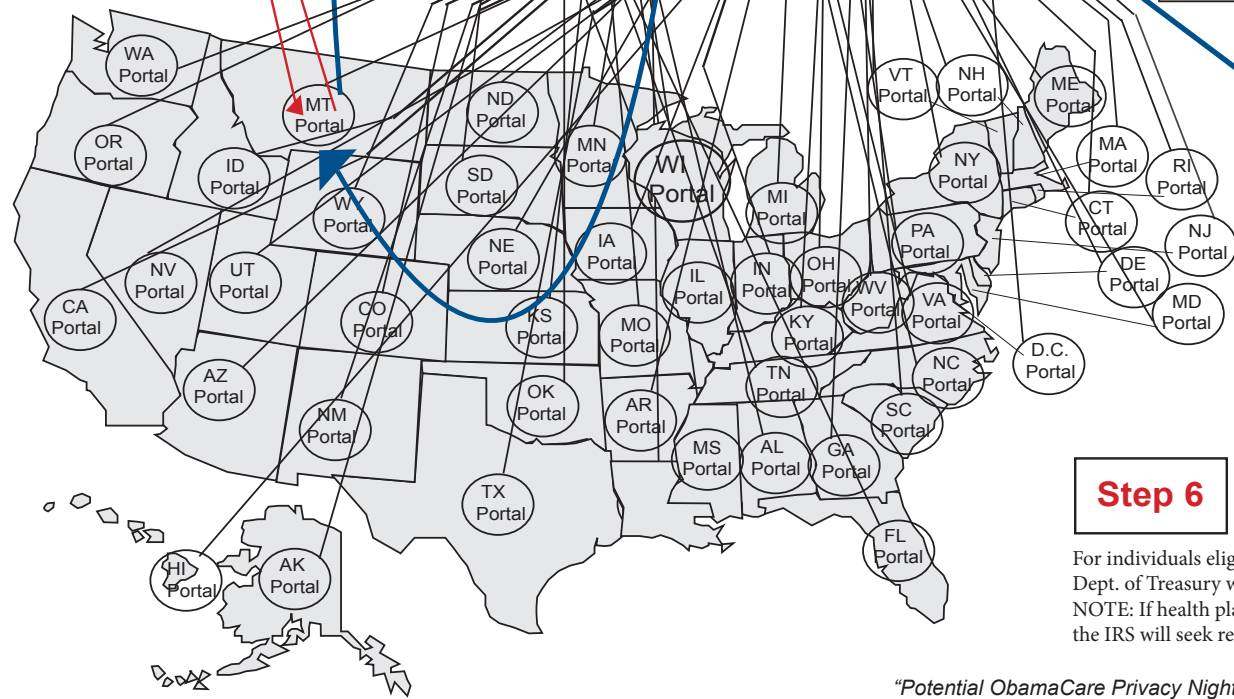 WA
Portal
MT
Portal
ND
Portal
MN
Portal
WI
Portal
MI
Portal
VT
Portal
NH
Portal
ME
Portal
OR
Portal
ID
Portal
SD
Portal
NY
Portal
MA
Portal
RI
Portal
WY
Portal
NE
Portal
IA
Portal
PA
Portal
CT
Portal
NJ
Portal
NV
Portal
UT
Portal
IL
Portal
IN
Portal
OH
Portal
WV
Portal
VA
Portal
DE
Portal
MD
Portal
CA
Portal
CO
Portal
KS
Portal
MO
Portal
KY
Portal
D.C.
Portal
AZ
Portal
NM
Portal
OK
Portal
AR
Portal
TN
Portal
NC
Portal
SC
Portal
MS
Portal
AL
Portal
GA
Portal
TX
Portal
FL
Portal
HI
Portal
AK
Portal
Step 6
For individuals elig
Dept. of Treasury w
NOTE: If health pla
the IRS will seek re
“Potential ObamaCare Privacy Night